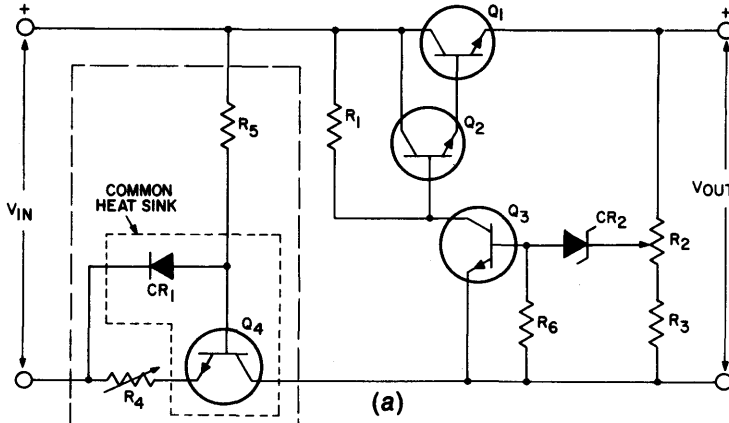 +
Q1
+
R5
R1
Q2
COMMON
HEAT SINK
VIN
VOUT
Q3
CR2
R2
CR1
Q4
R6
R3
R4
(a)